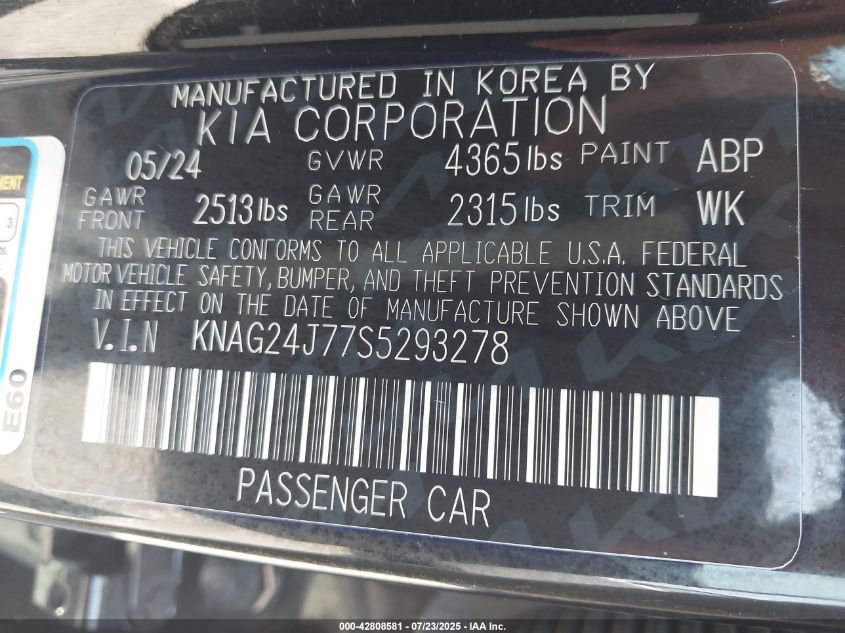 MANUFACTURED IN KOREA BY
KIA CORPORATION
05/24 GVWR 4365 lbs PAINT ABP
GAWR FRONT 2513 lbs GAWR REAR 2315 lbs TRIM WK
THIS VEHICLE CONFORMS TO ALL APPLICABLE U.S.A. FEDERAL
MOTOR VEHICLE SAFETY, BUMPER, AND THEFT PREVENTION STANDARDS
IN EFFECT ON THE DATE OF MANUFACTURE SHOWN ABOVE
V.I.N KNAG24J77S5293278
PASSENGER CAR
E60
3
000-42808581 / 07/23/2025 - IAA Inc.